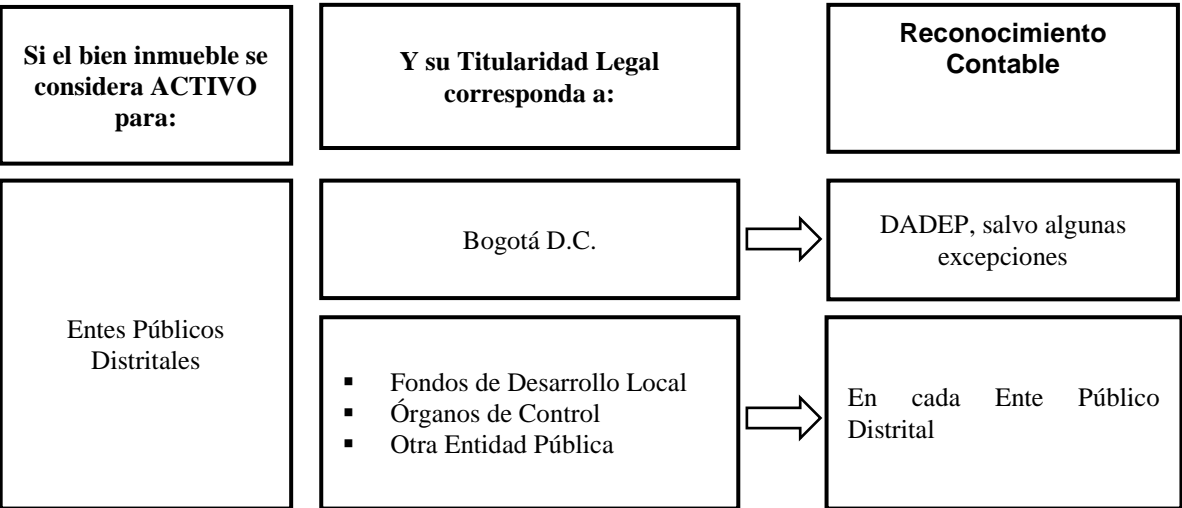 Si el bien inmueble se
considera ACTIVO
para:
Y su Titularidad Legal
corresponda a:
Reconocimiento
Contable
Entes Públicos
Distritales
Bogotá D.C.
DADEP, salvo algunas
excepciones
▪ Fondos de Desarrollo Local
▪ Órganos de Control
▪ Otra Entidad Pública
En cada Ente Público
Distrital